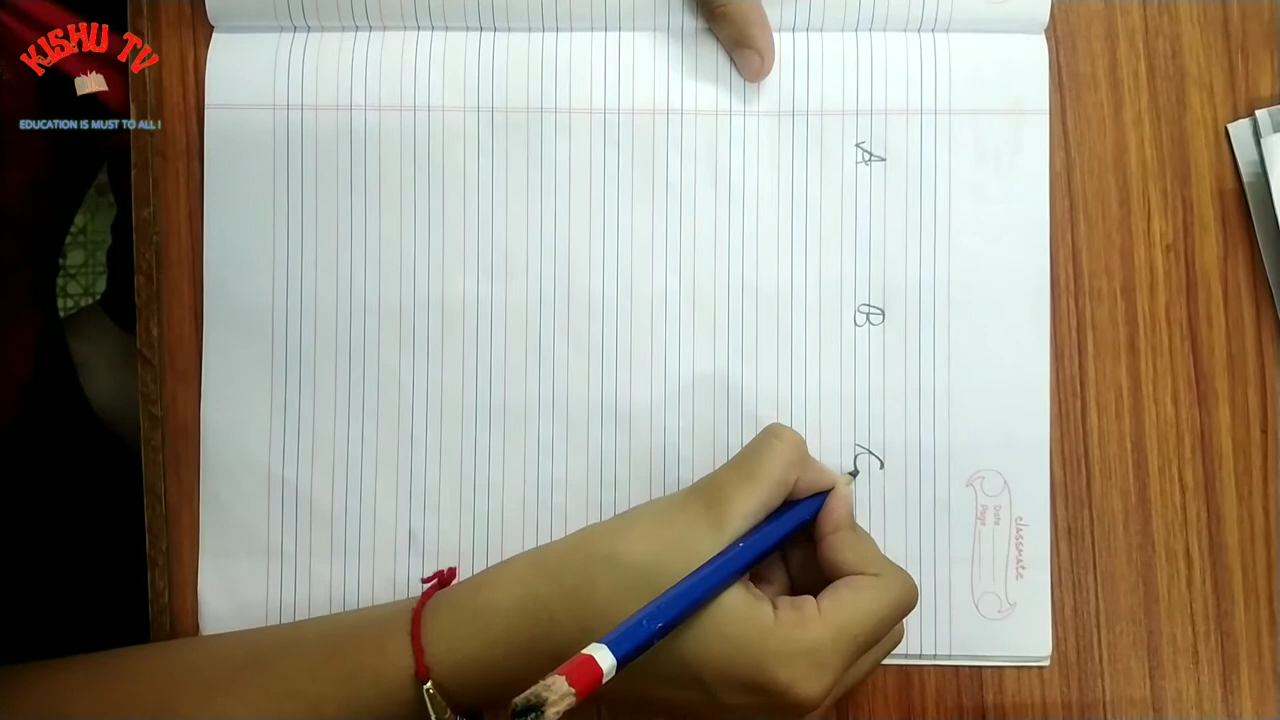 KISHU TV
EDUCATION IS MUST TO ALL !
classmate
Date
Page
A B C